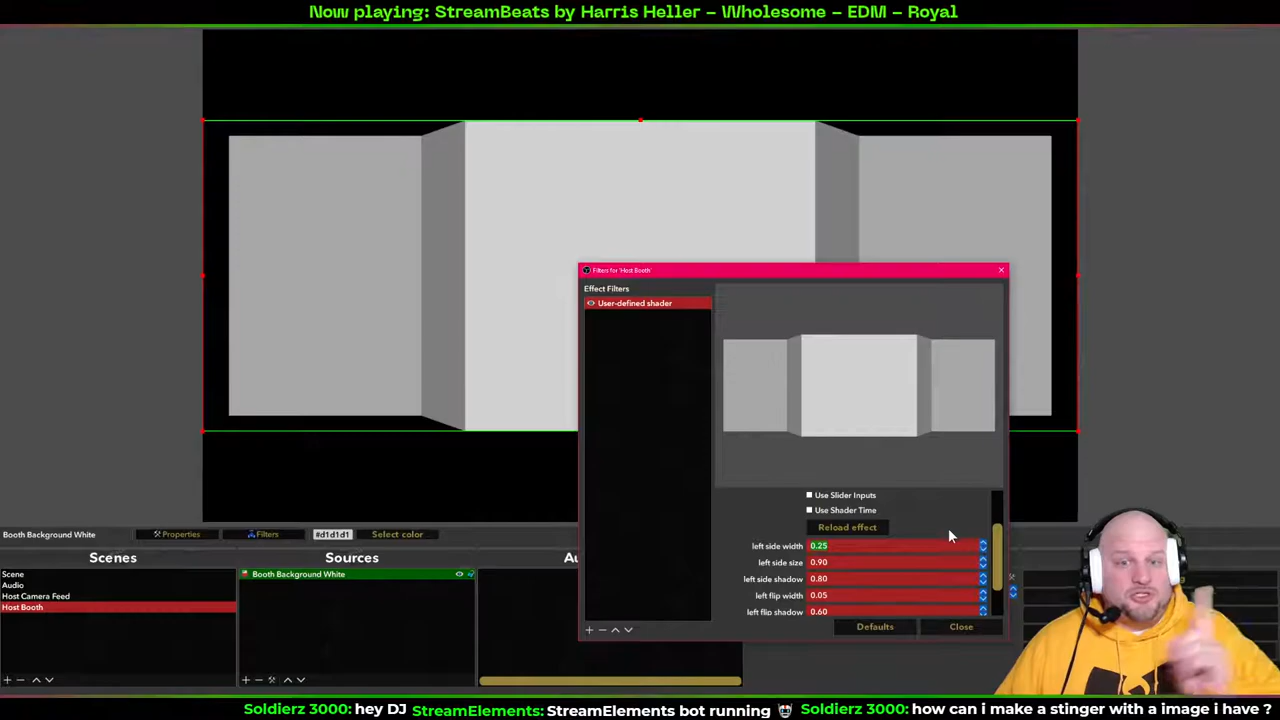 Now playing: StreamBeats by Harris Heller - Wholesome - EDM - Royal
Filters for 'Host Booth'
Effect Filters
User-defined shader
Use Slider Inputs
Use Shader Time
Reload effect
left side width 0.25
left side size 0.90
left side shadow 0.80
left flip width 0.05
left flip shadow 0.60
Defaults Close
Booth Background White Properties Filters #d1d1d1 Select color
Scenes Sources
Scene
Audio
Host Camera Feed
Host Booth
Booth Background White
Soldierz 3000: hey DJ StreamElements: StreamElements bot running Soldierz 3000: how can i make a stinger with a image i have ?